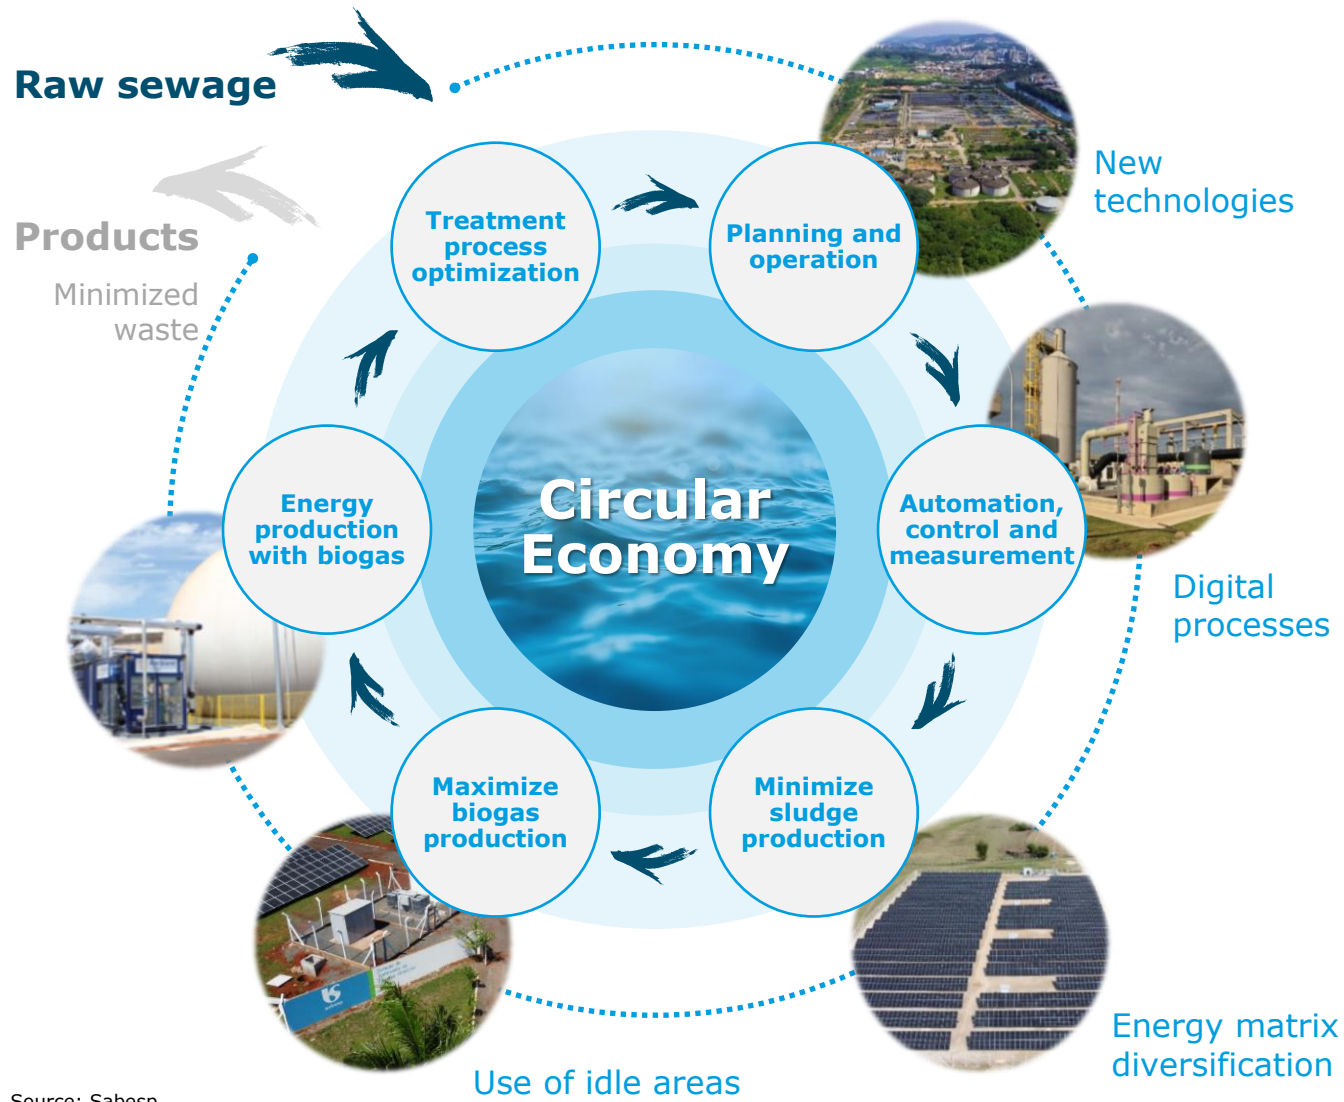 Raw sewage
Products
Minimized
waste
Treatment
process
optimization
Planning and
operation
New
technologies
Automation,
control and
measurement
Digital
processes
Minimize
sludge
production
Energy matrix
diversification
Maximize
biogas
production
Use of idle areas
Energy
production
with biogas
Circular
Economy
Source: Sabesp